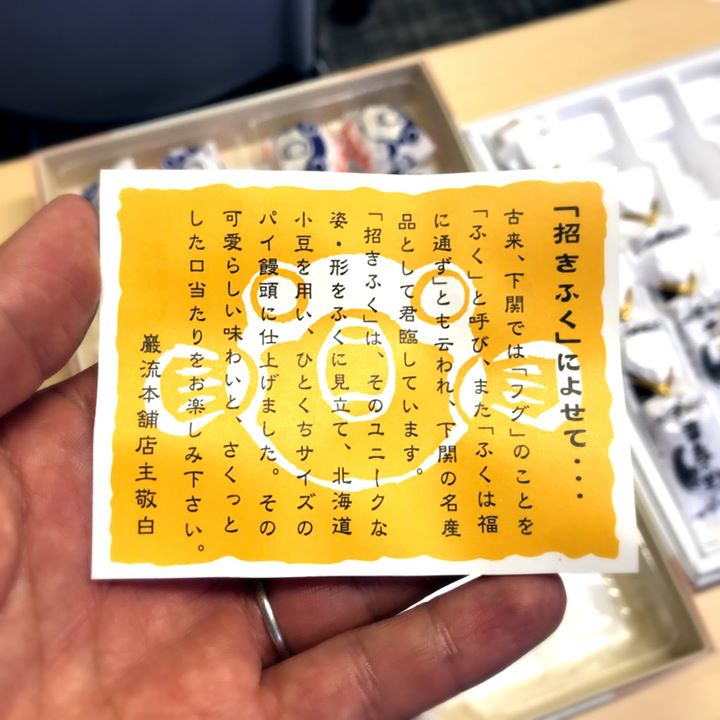 「招きふく」によせて・・・
古来、下関では「フグ」のことを
「ふく」と呼び、また「ふくは福
に通ず」とも云われ、下関の名産
品として君臨しています。
「招きふく」は、そのユニークな
姿・形をふくに見立て、北海道
小豆を用い、ひとくちサイズの
パイ饅頭に仕上げました。その
可愛らしい味わいと、さくっと
した口当たりをお楽しみ下さい。
巌流本舗店主敬白